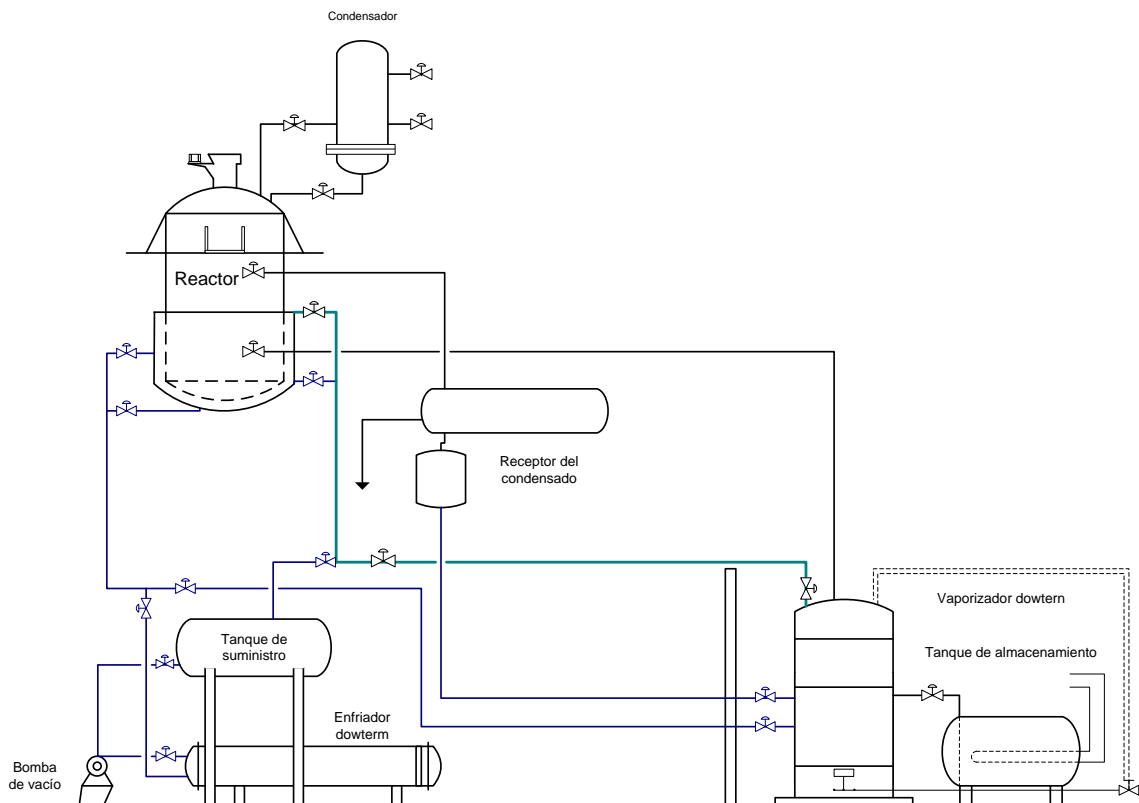 Condensador
Reactor
Receptor del
condensado
Vaporizador dowtern
Tanque de
suministro
Tanque de almacenamiento
Enfriador
dowterm
Bomba
de vacío